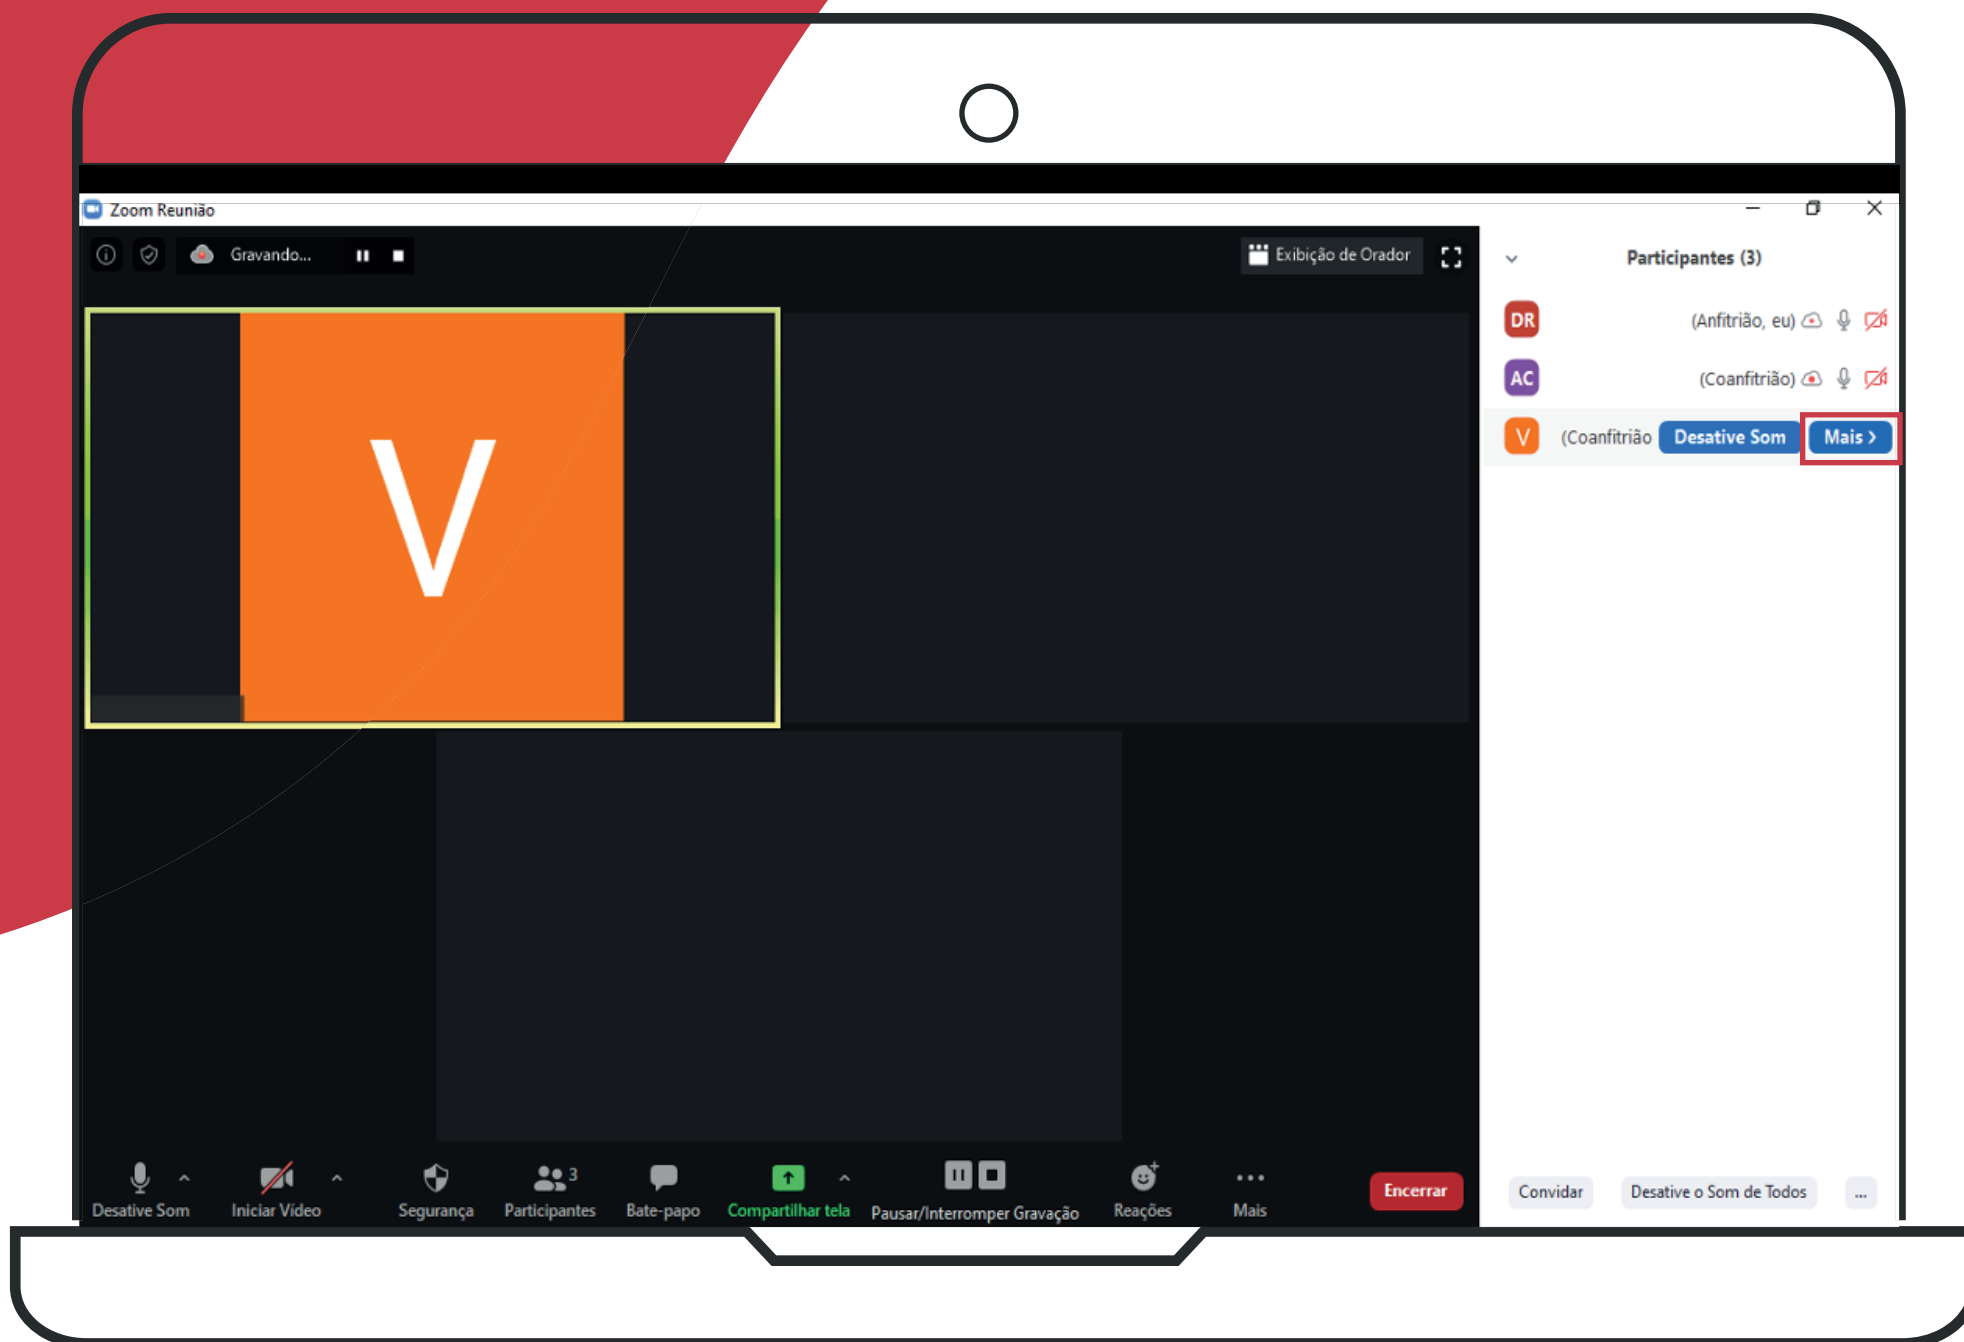 Zoom Reunião
Gravando...
Exibição de Orador
Participantes (3)
DR (Anfitrião, eu)
AC (Coanfitrião)
V (Coanfitrião Desative Som Mais >
V
Desative Som
Iniciar Vídeo
Segurança
3
Participantes
Bate-papo
Compartilhar tela
Pausar/Interromper Gravação
Reações
Mais
Encerrar
Convidar
Desative o Som de Todos
...